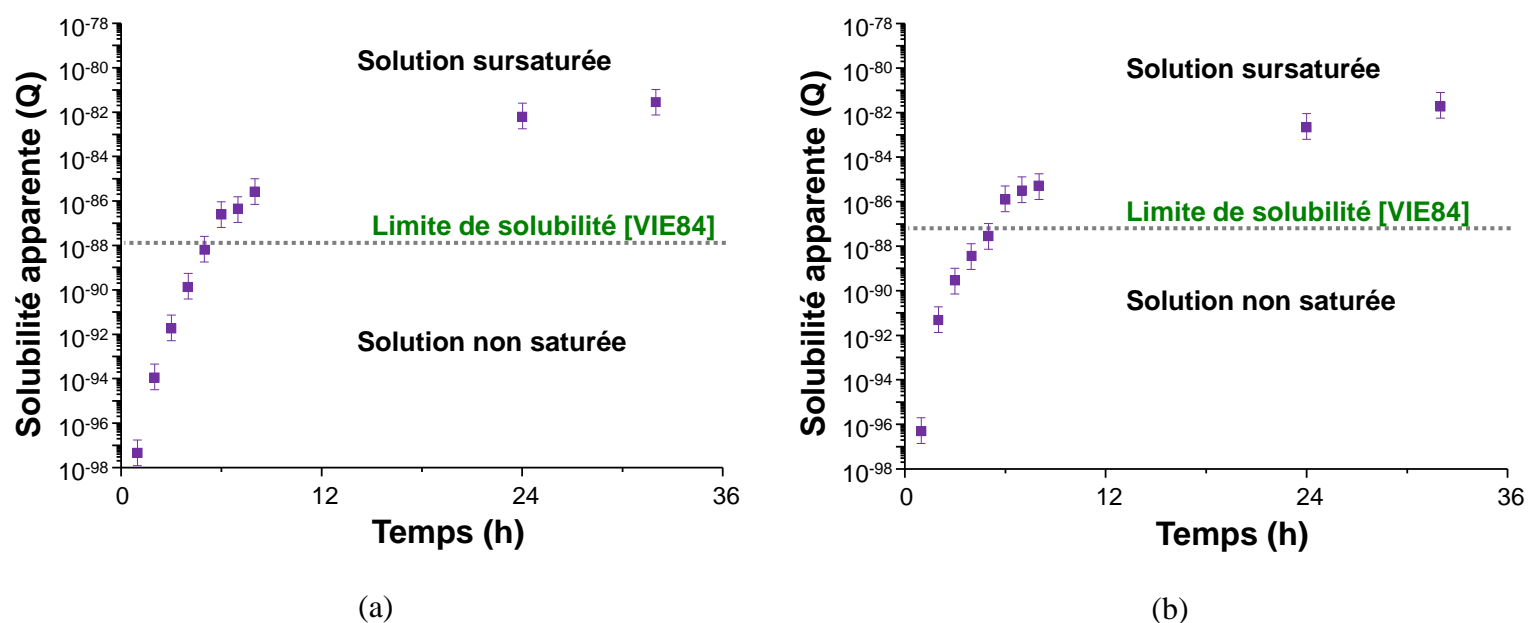 Solubilité apparente (Q)
10-78
10-80
10-82
10-84
10-86
10-88
10-90
10-92
10-94
10-96
10-98
Solution sursaturée
Limite de solubilité [VIE84]
Solution non saturée
0 12 24 36
Temps (h)
(a)
Solubilité apparente (Q)
10-78
10-80
10-82
10-84
10-86
10-88
10-90
10-92
10-94
10-96
10-98
Solution sursaturée
Limite de solubilité [VIE84]
Solution non saturée
0 12 24 36
Temps (h)
(b)